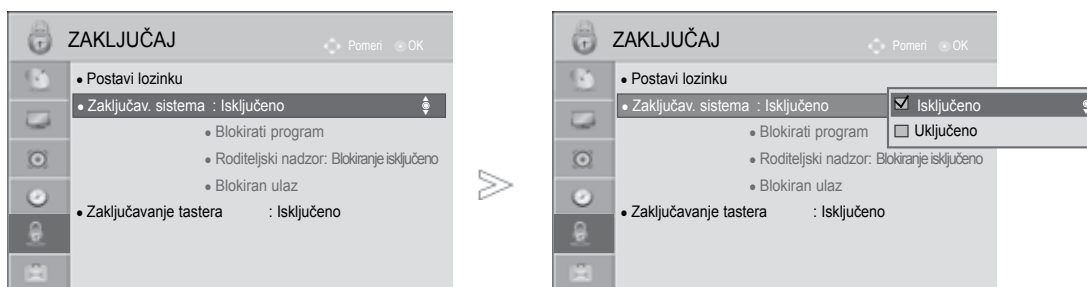 ZAKLJUČAJ
Pomeri OK
• Postavi lozinku
• Zaključav. sistema : Isključeno
• Blokirati program
• Roditeljski nadzor: Blokiranje isključeno
• Blokiran ulaz
• Zaključavanje tastera : Isključeno
ZAKLJUČAJ
Pomeri OK
• Postavi lozinku
• Zaključav. sistema : Isključeno
Isključeno
Uključeno
• Blokirati program
• Roditeljski nadzor: Blokiranje isključeno
• Blokiran ulaz
• Zaključavanje tastera : Isključeno